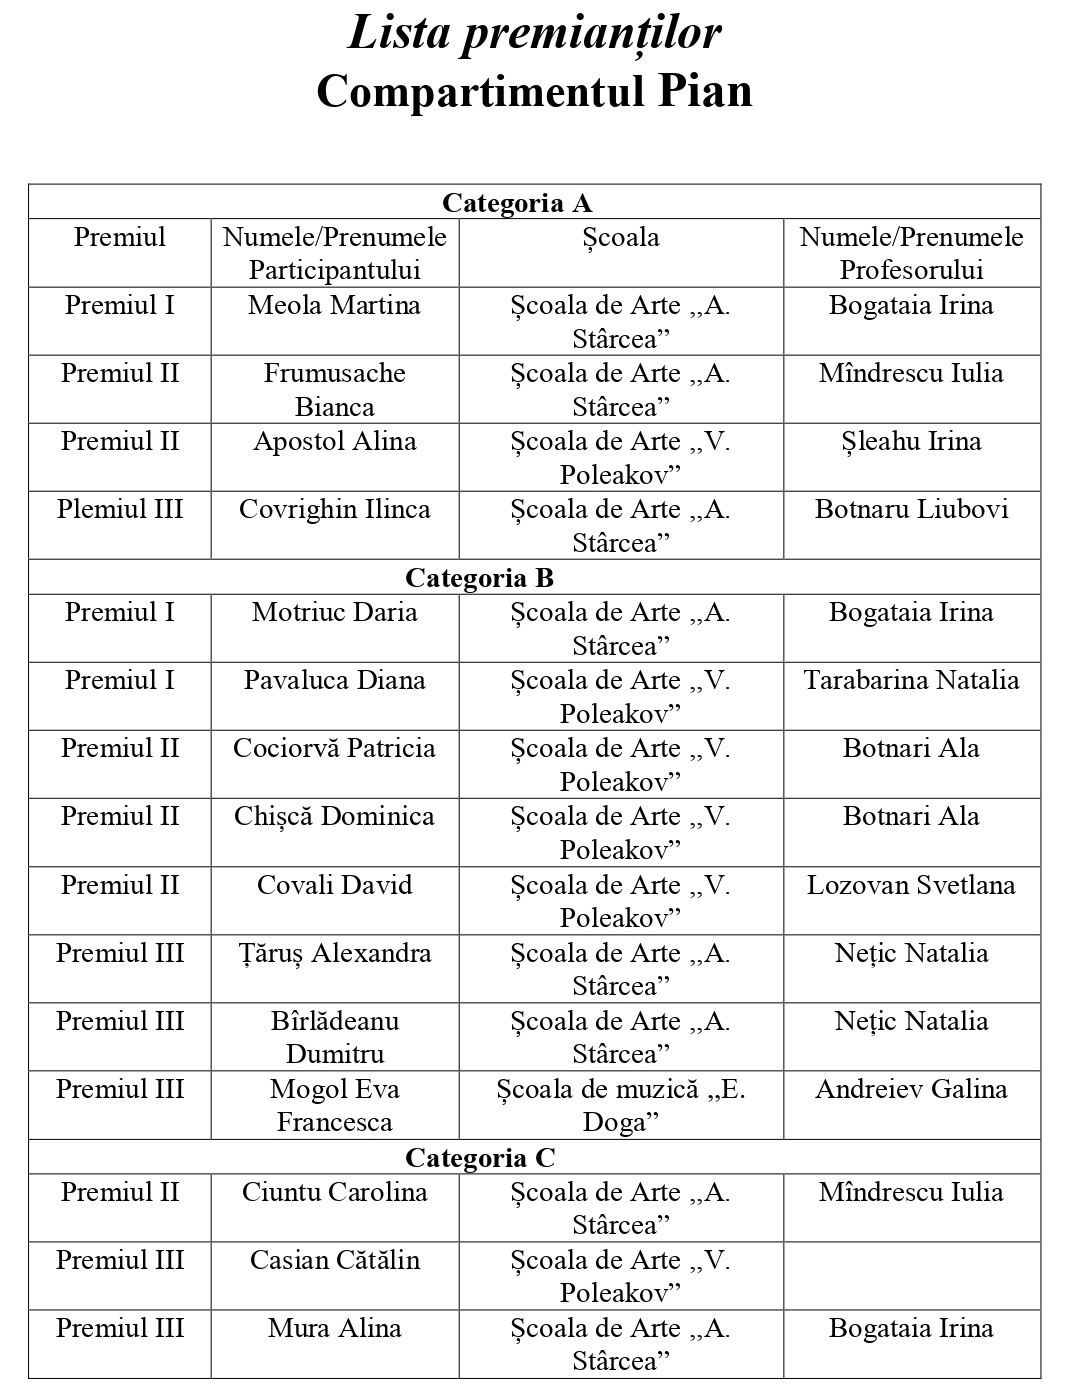 Lista premianților
Compartimentul Pian
Categoria A
Premiul Numele/Prenumele Școala Numele/Prenumele
Participantului Profesorului
Premiul I Meola Martina Școala de Arte ,,A. Bogataia Irina
Stârcea”
Premiul II Frumusache Școala de Arte ,,A. Mîndrescu Iulia
Bianca Stârcea”
Premiul II Apostol Alina Școala de Arte ,,V. Șleahu Irina
Poleakov”
Plemiul III Covrighin Ilinca Școala de Arte ,,A. Botnaru Liubovi
Stârcea”
Categoria B
Premiul I Motriuc Daria Școala de Arte ,,A. Bogataia Irina
Stârcea”
Premiul I Pavaluca Diana Școala de Arte ,,V. Tarabarina Natalia
Poleakov”
Premiul II Cociorvă Patricia Școala de Arte ,,V. Botnari Ala
Poleakov”
Premiul II Chișcă Dominica Școala de Arte ,,V. Botnari Ala
Poleakov”
Premiul II Covali David Școala de Arte ,,V. Lozovan Svetlana
Poleakov”
Premiul III Țăruș Alexandra Școala de Arte ,,A. Nețic Natalia
Stârcea”
Premiul III Bîrlădeanu Școala de Arte ,,A. Nețic Natalia
Dumitru Stârcea”
Premiul III Mogol Eva Școala de muzică ,,E. Andreiev Galina
Francesca Doga”
Categoria C
Premiul II Ciuntu Carolina Școala de Arte ,,A. Mîndrescu Iulia
Stârcea”
Premiul III Casian Cătălin Școala de Arte ,,V.
Poleakov”
Premiul III Mura Alina Școala de Arte ,,A. Bogataia Irina
Stârcea”